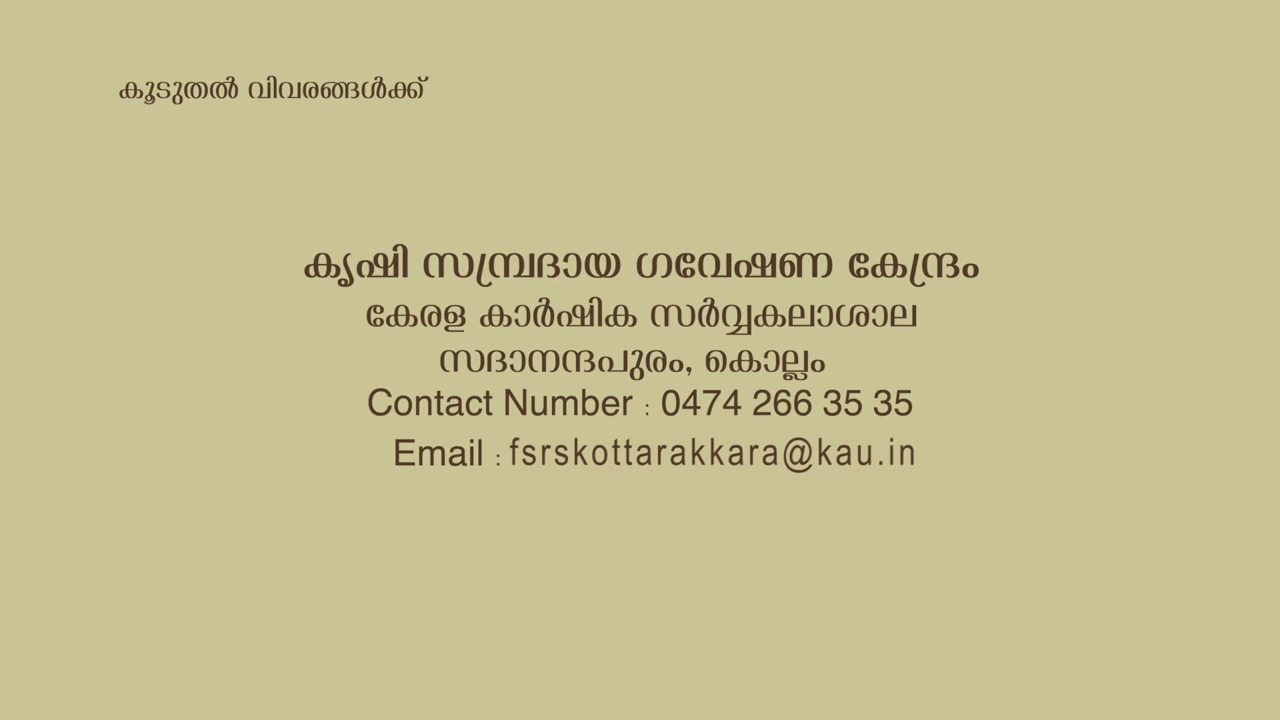 കൂടുതൽ വിവരങ്ങൾക്ക്
കൃഷി സമ്പ്രദായ ഗവേഷണ കേന്ദ്രം
കേരള കാർഷിക സർവ്വകലാശാല
സദാനന്ദപുരം, കൊല്ലം
Contact Number : 0474 266 35 35
Email : fsrskottarakkara@kau.in